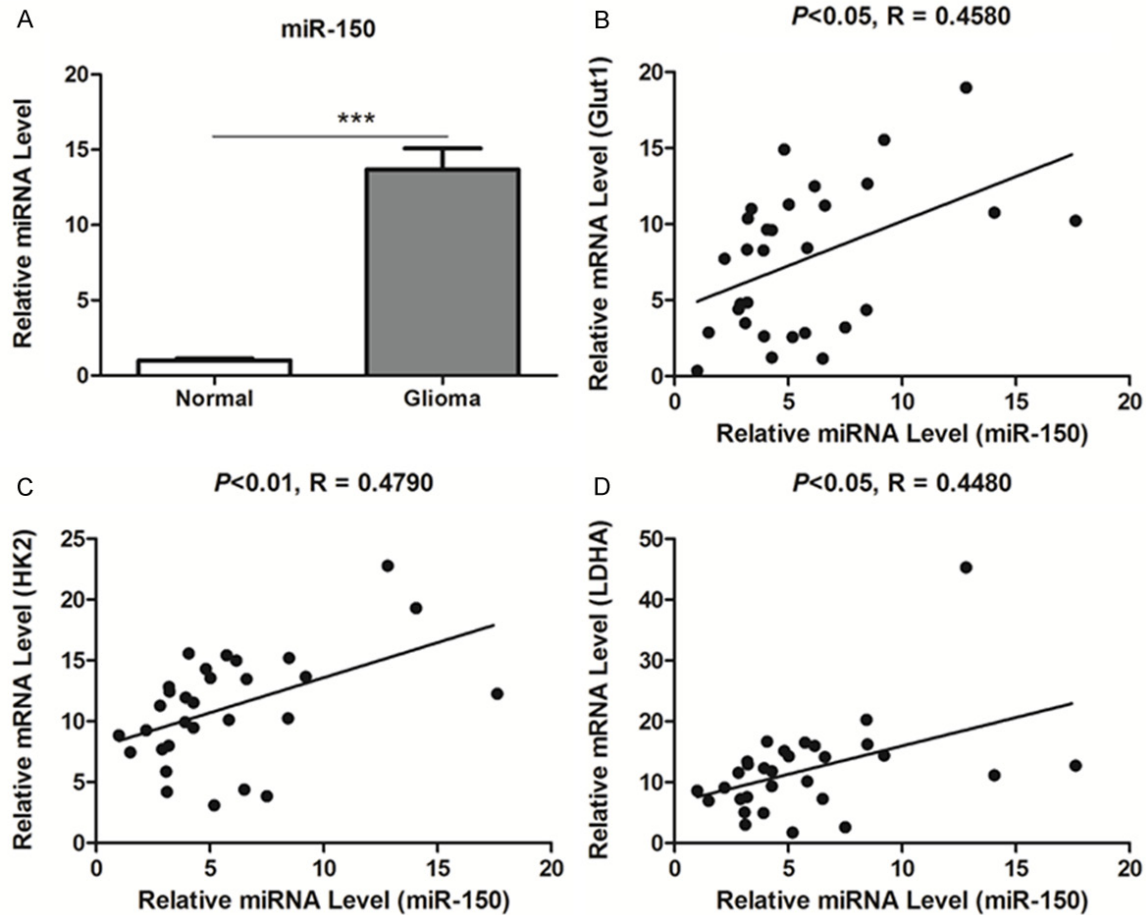 A
miR-150
Relative miRNA Level
20
15
10
5
0
***
Normal
Glioma
B
P<0.05, R = 0.4580
Relative mRNA Level (Glut1)
20
15
10
5
0
0 5 10 15 20
Relative miRNA Level (miR-150)
C
P<0.01, R = 0.4790
Relative mRNA Level (HK2)
25
20
15
10
5
0
0 5 10 15 20
Relative miRNA Level (miR-150)
D
P<0.05, R = 0.4480
Relative mRNA Level (LDHA)
50
40
30
20
10
0
0 5 10 15 20
Relative miRNA Level (miR-150)